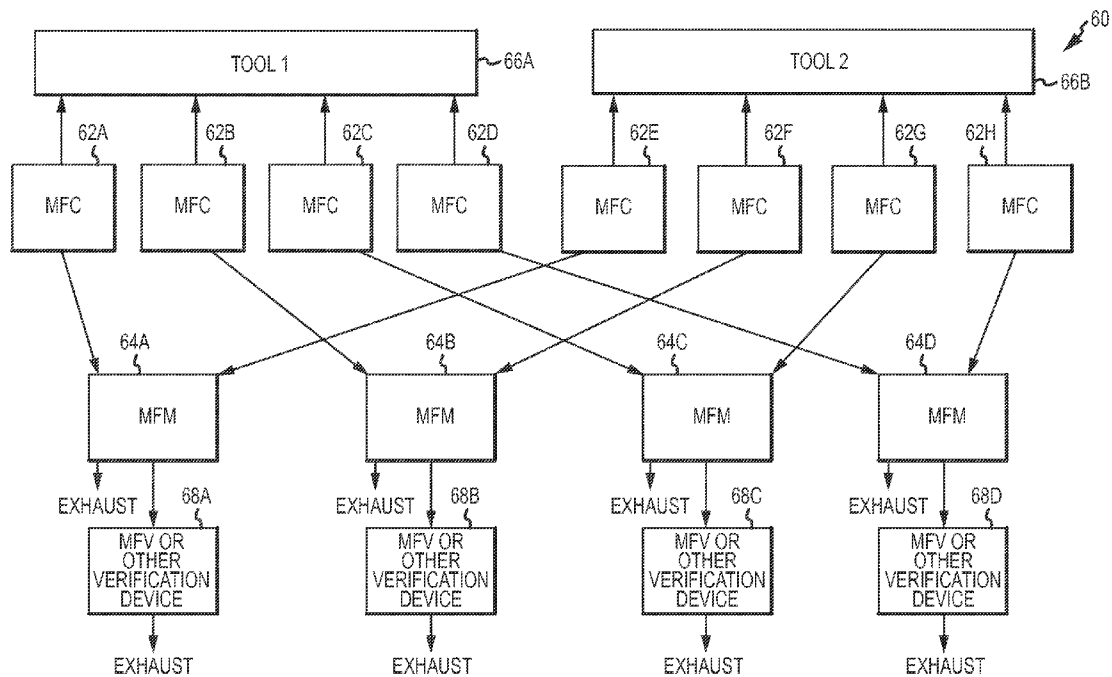 60
TOOL 1
66A
TOOL 2
66B
62A
62B
62C
62D
62E
62F
62G
62H
MFC
MFC
MFC
MFC
MFC
MFC
MFC
MFC
64A
64B
64C
64D
MFM
MFM
MFM
MFM
EXHAUST
68A
EXHAUST
68B
EXHAUST
68C
EXHAUST
68D
MFV OR
OTHER
VERIFICATION
DEVICE
MFV OR
OTHER
VERIFICATION
DEVICE
MFV OR
OTHER
VERIFICATION
DEVICE
MFV OR
OTHER
VERIFICATION
DEVICE
EXHAUST
EXHAUST
EXHAUST
EXHAUST